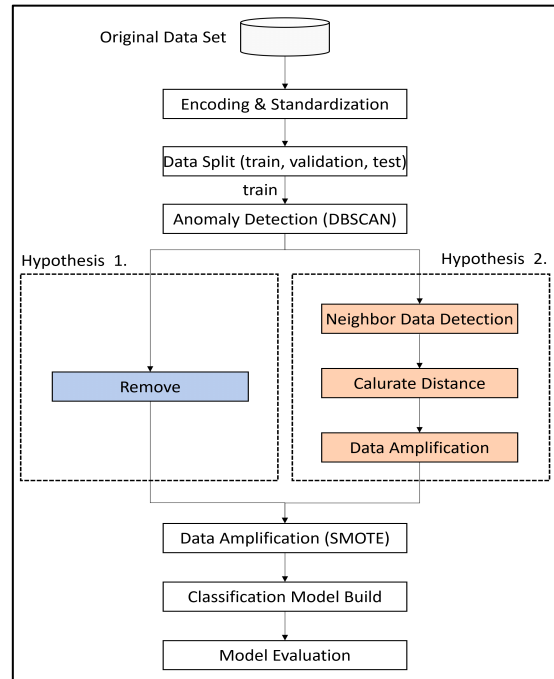 Original Data Set
Encoding & Standardization
Data Split (train, validation, test)
train
Anomaly Detection (DBSCAN)
Hypothesis 1.
Hypothesis 2.
Neighbor Data Detection
Remove
Calurate Distance
Data Amplification
Data Amplification (SMOTE)
Classification Model Build
Model Evaluation